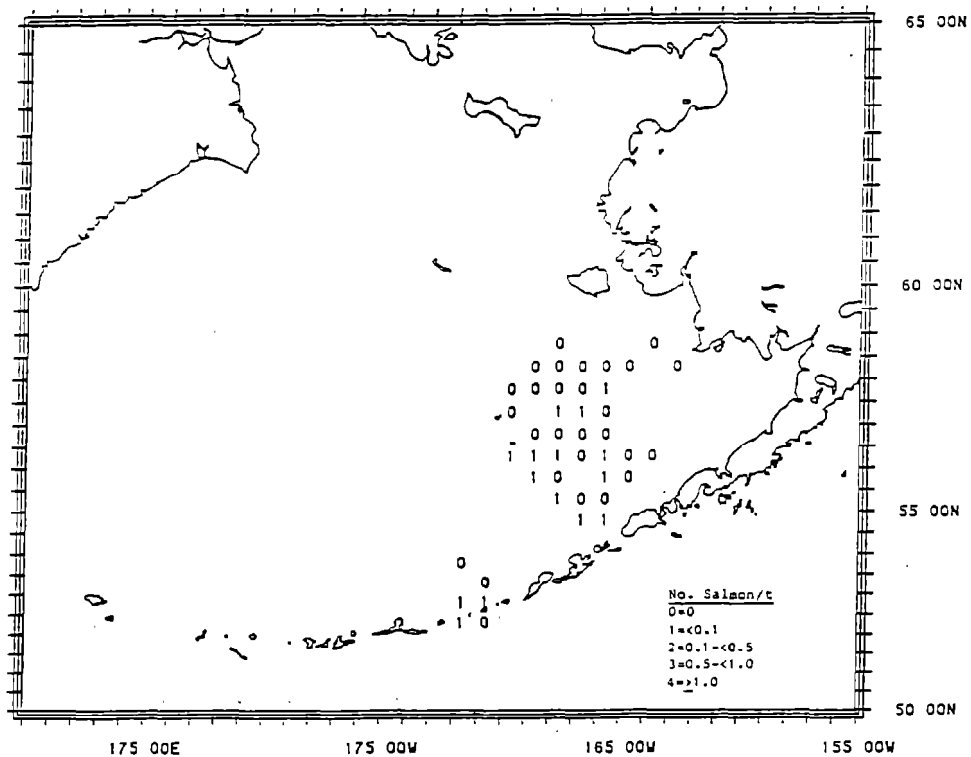 65 00N
60 00N
0 0
0 0 0 0 0 0 0
0 0 0 0 1
0 1 1 0
0 0 0
1 1 1 0 1 0 0
1 0 1 0
1 0 0
1 1
55 00N
0
0
1 1
1 0
No. Salmon/t
0=0
1=<0.1
2=0.1-<0.5
3=0.5-<1.0
4=≥1.0
50 00N
175 00E 175 00W 165 00W 155 00W